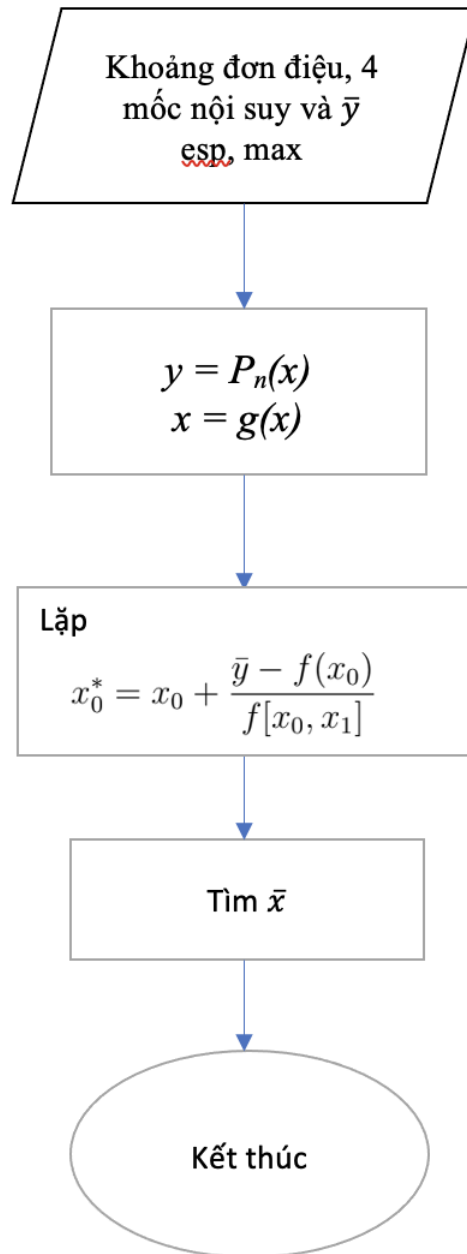 Khoảng đơn điệu, 4
mốc nội suy và ȳ
esp, max
y = Pₙ(x)
x = g(x)
Lặp
x₀* = x₀ + (ȳ − f(x₀)) / f[x₀, x₁]
Tìm x̄
Kết thúc